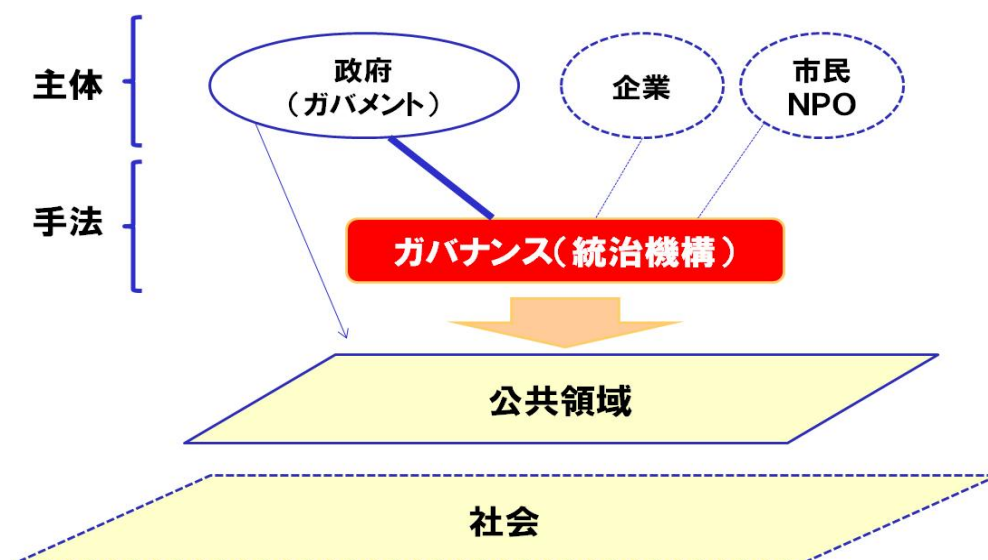 主体
政府
（ガバメント）
企業
市民
NPO
手法
ガバナンス（統治機構）
公共領域
社会